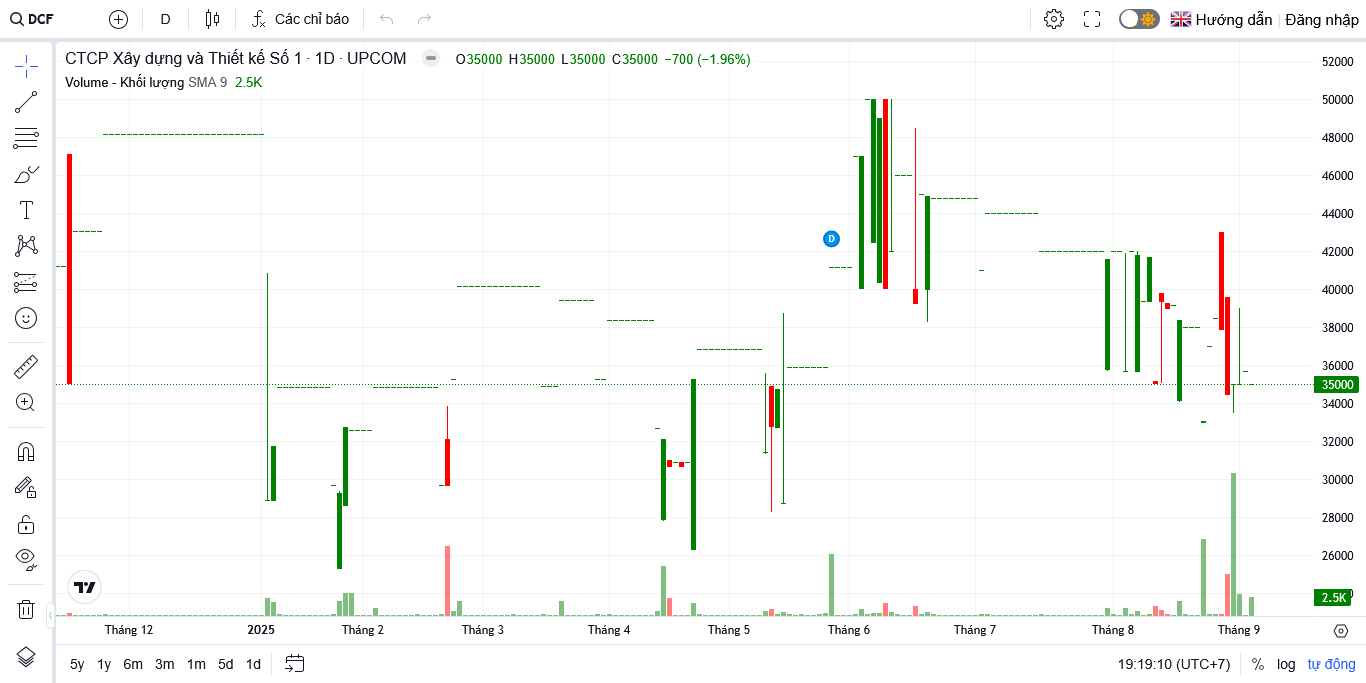 DCF D Các chỉ báo Hướng dẫn Đăng nhập
CTCP Xây dựng và Thiết kế Số 1 · 1D · UPCOM O35000 H35000 L35000 C35000 −700 (−1.96%)
Volume - Khối lượng SMA 9 2.5K
D
52000
50000
48000
46000
44000
42000
40000
38000
36000
35000
34000
32000
30000
28000
26000
2.5K
Tháng 12 2025 Tháng 2 Tháng 3 Tháng 4 Tháng 5 Tháng 6 Tháng 7 Tháng 8 Tháng 9
5y 1y 6m 3m 1m 5d 1d 19:19:10 (UTC+7) % log tự động